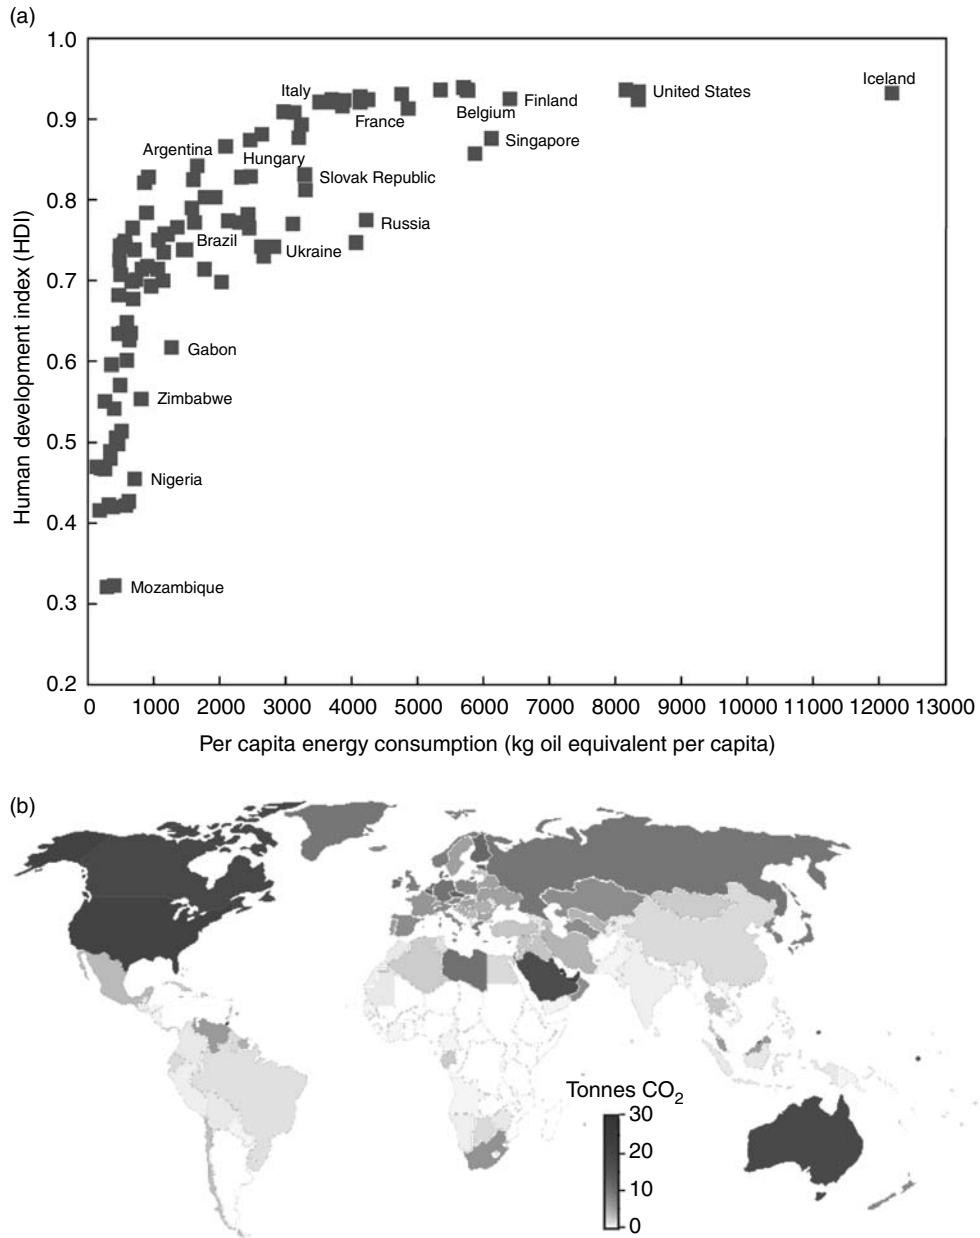 (a)
1.0
0.9
0.8
0.7
0.6
0.5
0.4
0.3
0.2
Human development index (HDI)
Iceland
Italy
United States
Finland
Belgium
France
Singapore
Argentina
Hungary
Slovak Republic
Russia
Brazil
Ukraine
Gabon
Zimbabwe
Nigeria
Mozambique
0 1000 2000 3000 4000 5000 6000 7000 8000 9000 10000 11000 12000 13000
Per capita energy consumption (kg oil equivalent per capita)
(b)
Tonnes CO₂
30
20
10
0